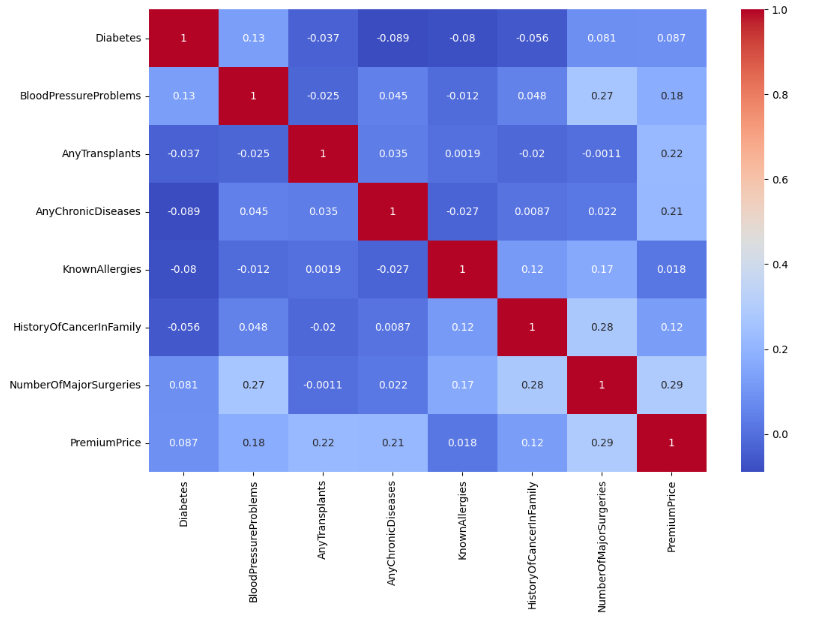 Diabetes 1 0.13 -0.037 -0.089 -0.08 -0.056 0.081 0.087
BloodPressureProblems 0.13 1 -0.025 0.045 -0.012 0.048 0.27 0.18
AnyTransplants -0.037 -0.025 1 0.035 0.0019 -0.02 -0.0011 0.22
AnyChronicDiseases -0.089 0.045 0.035 1 -0.027 0.0087 0.022 0.21
KnownAllergies -0.08 -0.012 0.0019 -0.027 1 0.12 0.17 0.018
HistoryOfCancerInFamily -0.056 0.048 -0.02 0.0087 0.12 1 0.28 0.12
NumberOfMajorSurgeries 0.081 0.27 -0.0011 0.022 0.17 0.28 1 0.29
PremiumPrice 0.087 0.18 0.22 0.21 0.018 0.12 0.29 1
Diabetes
BloodPressureProblems
AnyTransplants
AnyChronicDiseases
KnownAllergies
HistoryOfCancerInFamily
NumberOfMajorSurgeries
PremiumPrice
1.0
0.8
0.6
0.4
0.2
0.0